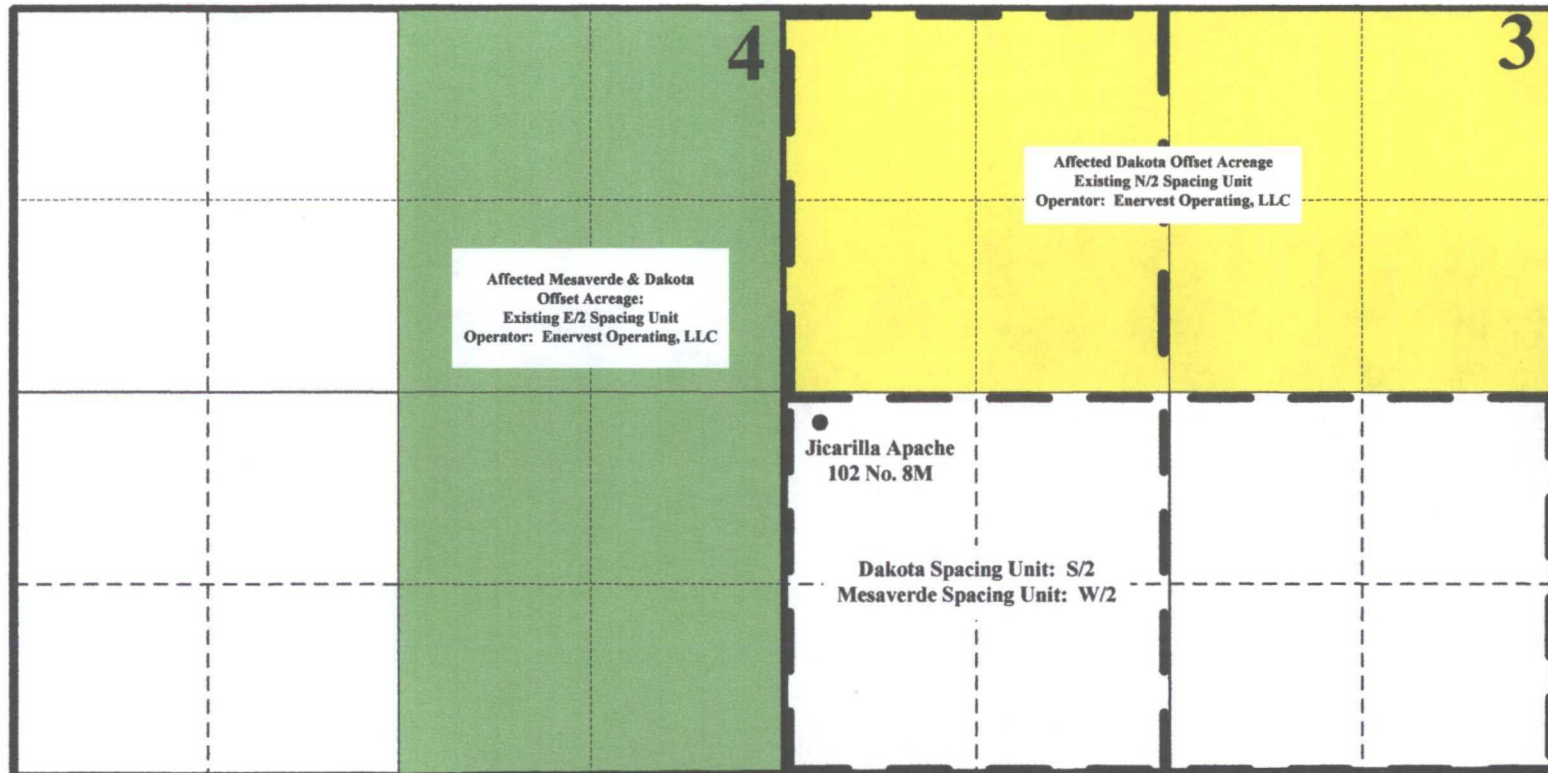 4
3
Affected Dakota Offset Acreage
Existing N/2 Spacing Unit
Operator: Enervest Operating, LLC
Affected Mesaverde & Dakota
Offset Acreage:
Existing E/2 Spacing Unit
Operator: Enervest Operating, LLC
Jicarilla Apache
102 No. 8M
Dakota Spacing Unit: S/2
Mesaverde Spacing Unit: W/2